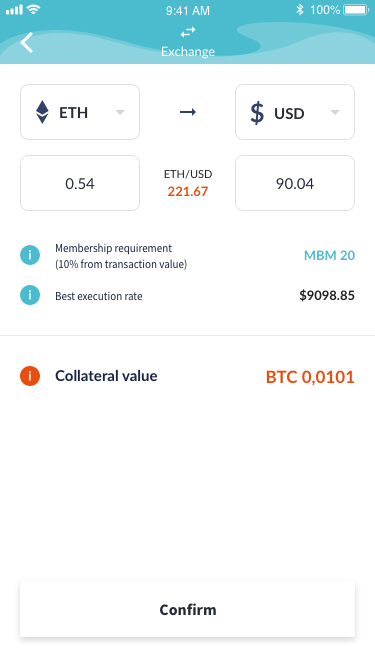 9:41 AM
100%
Exchange
ETH
$ USD
0.54
ETH/USD
221.67
90.04
Membership requirement
(10% from transaction value)
MBM 20
Best execution rate
$9098.85
Collateral value
BTC 0,0101
Confirm